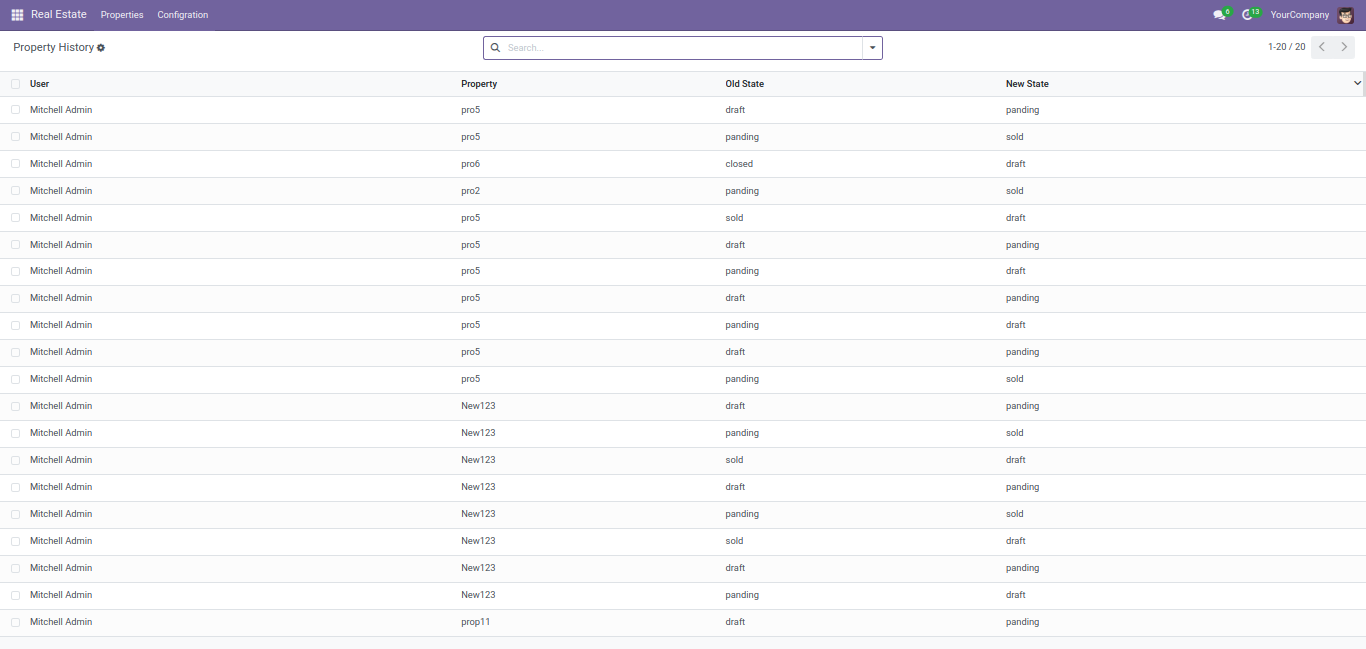 Real Estate Properties Configration 6 13 YourCompany
Property History Search... 1-20 / 20
User Property Old State New State
Mitchell Admin pro5 draft panding
Mitchell Admin pro5 panding sold
Mitchell Admin pro6 closed draft
Mitchell Admin pro2 panding sold
Mitchell Admin pro5 sold draft
Mitchell Admin pro5 draft panding
Mitchell Admin pro5 panding draft
Mitchell Admin pro5 draft panding
Mitchell Admin pro5 panding draft
Mitchell Admin pro5 draft panding
Mitchell Admin pro5 panding sold
Mitchell Admin New123 draft panding
Mitchell Admin New123 panding sold
Mitchell Admin New123 sold draft
Mitchell Admin New123 draft panding
Mitchell Admin New123 panding sold
Mitchell Admin New123 sold draft
Mitchell Admin New123 draft panding
Mitchell Admin New123 panding draft
Mitchell Admin prop11 draft panding